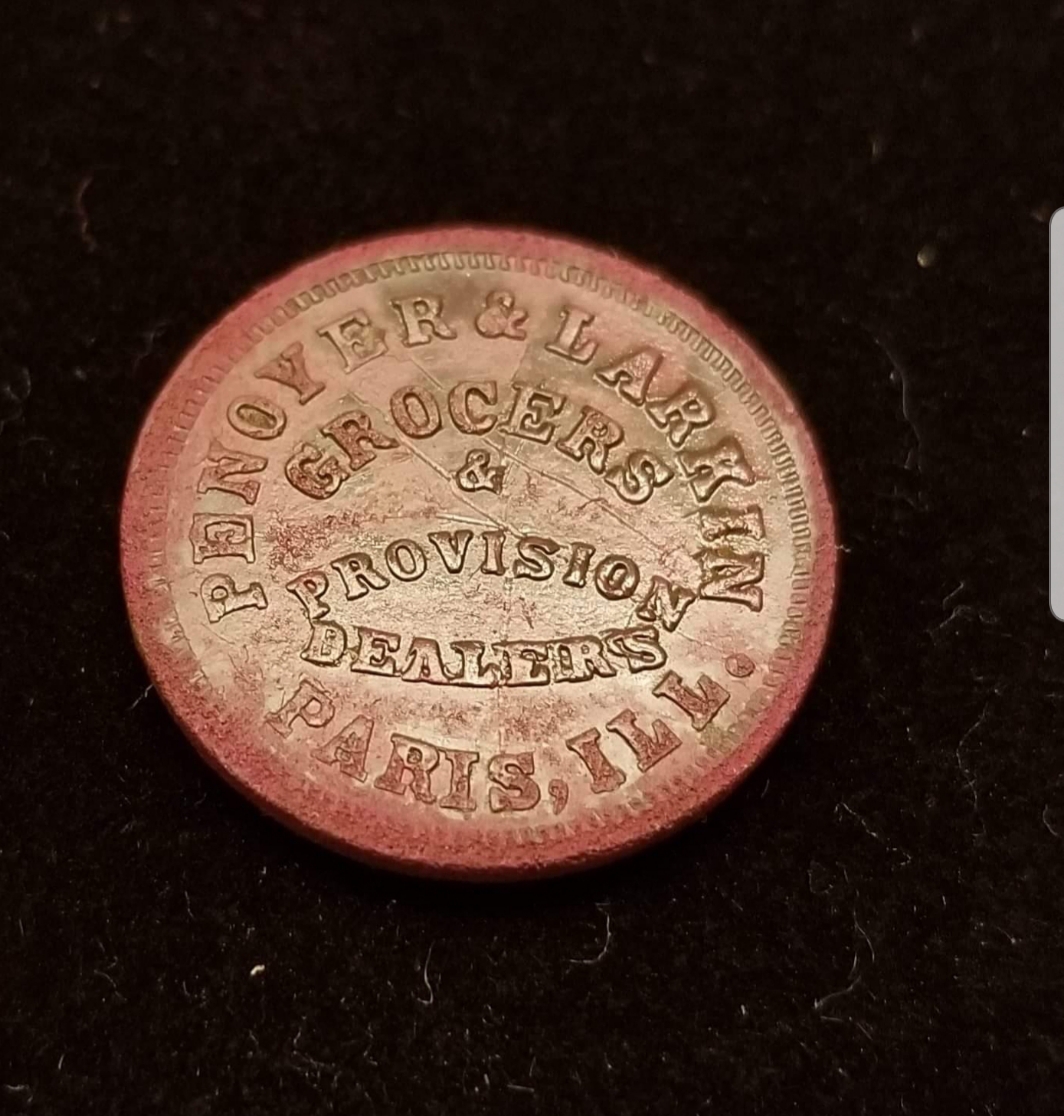 PENOYER & LARKIN
GROCERS
&
PROVISION
DEALERS
PARIS, ILL.